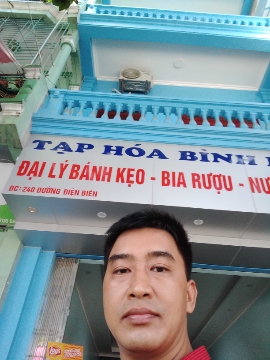 TẠP HÓA BÌNH
ĐẠI LÝ BÁNH KẸO - BIA RƯỢU - NƯ
ĐC: 240 ĐƯỜNG ĐIỆN BIÊN